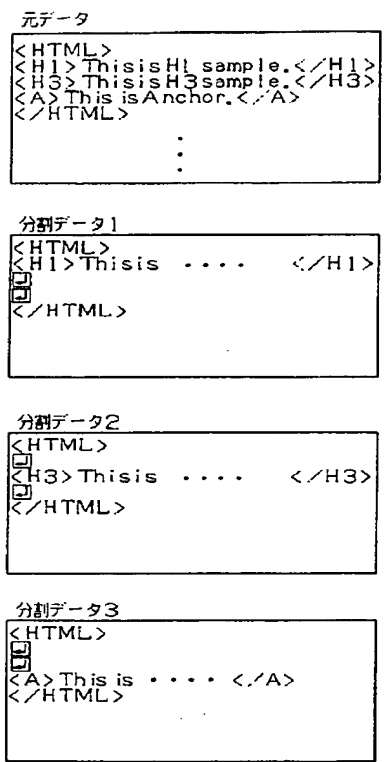 元データ
<HTML>
<H1>ThisisH1 sample.</H1>
<H3>ThisisH3sample.</H3>
<A>This isAnchor.</A>
</HTML>
・
・
・
分割データ1
<HTML>
<H1>Thisis ・・・・ </H1>
↵
↵
</HTML>
分割データ2
<HTML>
↵
<H3>Thisis ・・・・ </H3>
↵
</HTML>
分割データ3
<HTML>
↵
↵
<A>This is ・・・・ </A>
</HTML>